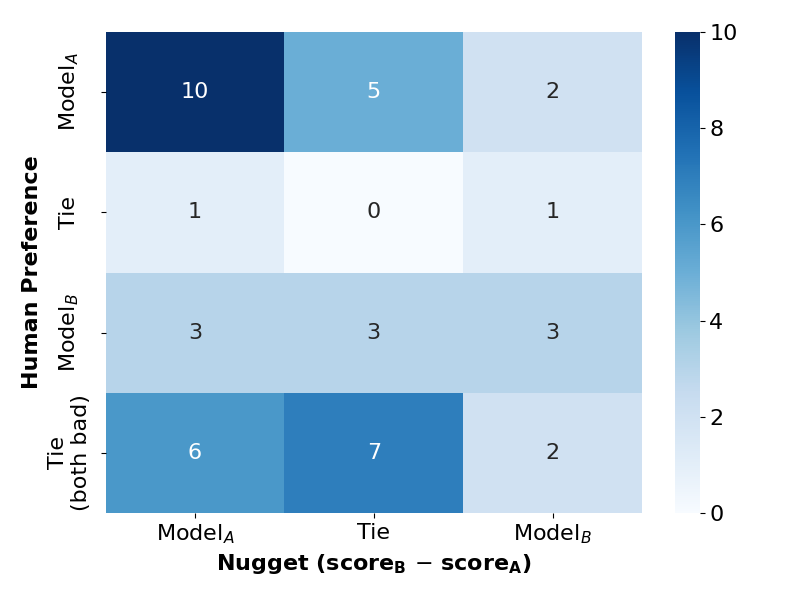 Human Preference
Model_A
10 5 2
Tie
1 0 1
Model_B
3 3 3
Tie
(both bad)
6 7 2
Model_A Tie Model_B
Nugget (score_B − score_A)
10
8
6
4
2
0